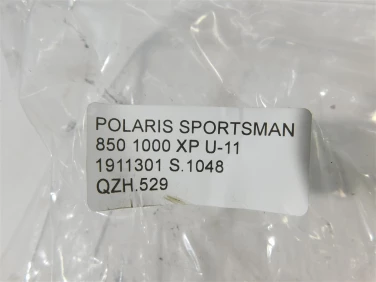 POLARIS SPORTSMAN
850 1000 XP U-11
1911301 S.1048
QZH.529